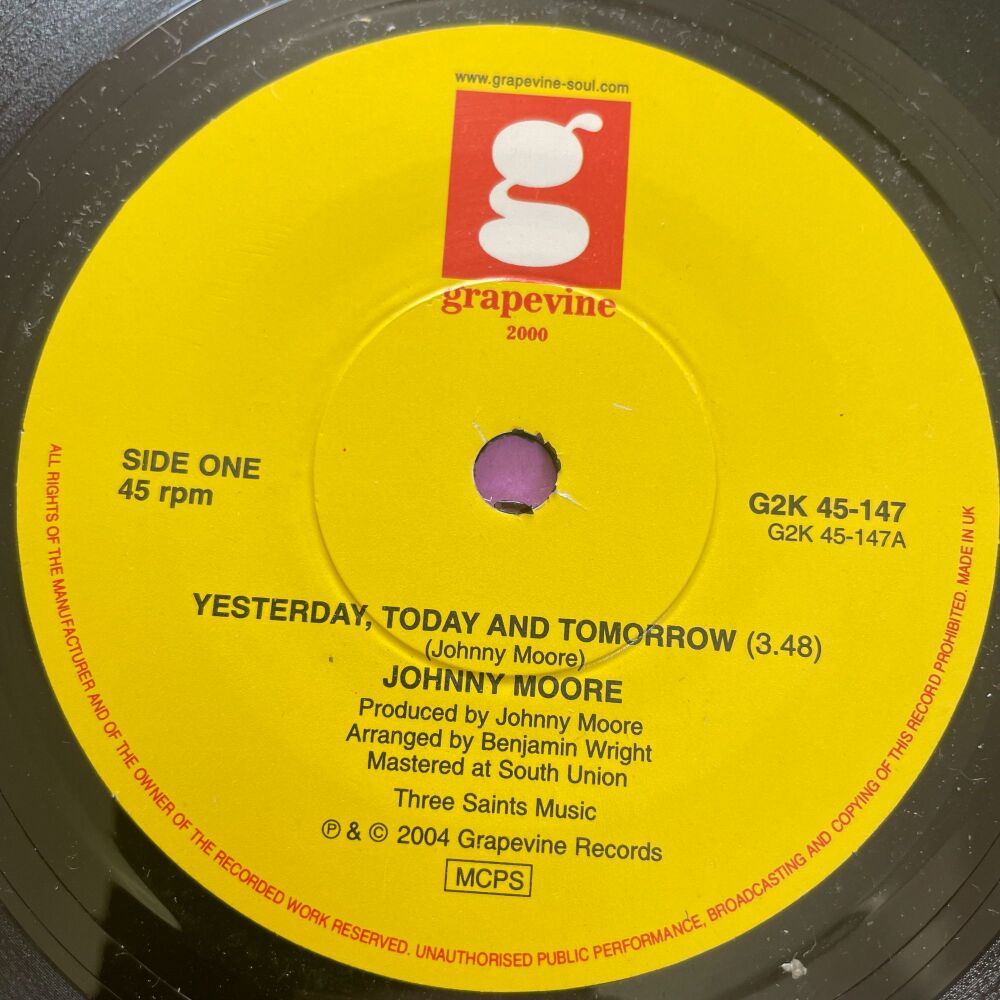 www.grapevine-soul.com
g
grapevine
2000
SIDE ONE
45 rpm
G2K 45-147
G2K 45-147A
YESTERDAY, TODAY AND TOMORROW (3.48)
(Johnny Moore)
JOHNNY MOORE
Produced by Johnny Moore
Arranged by Benjamin Wright
Mastered at South Union
Three Saints Music
℗ & © 2004 Grapevine Records
MCPS
ALL RIGHTS OF THE MANUFACTURER AND OF THE OWNER OF THE RECORDED WORK RESERVED. UNAUTHORISED PUBLIC PERFORMANCE, BROADCASTING AND COPYING OF THIS RECORD PROHIBITED. MADE IN UK